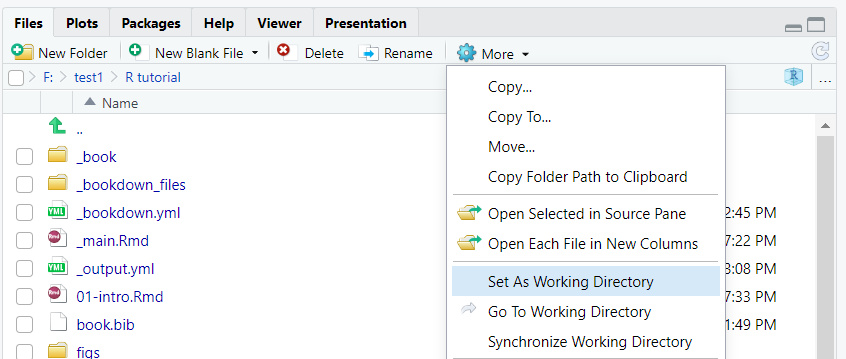 Files Plots Packages Help Viewer Presentation
New Folder New Blank File Delete Rename More
F: test1 R tutorial R ...
Name
Copy...
..
Copy To...
_book
Move...
_bookdown_files
Copy Folder Path to Clipboard
_bookdown.yml
Open Selected in Source Pane
2:45 PM
_main.Rmd
Open Each File in New Columns
7:22 PM
_output.yml
3:08 PM
01-intro.Rmd
Set As Working Directory
7:33 PM
book.bib
Go To Working Directory
1:49 PM
figs
Synchronize Working Directory
YML
Rmd
YML
Rmd